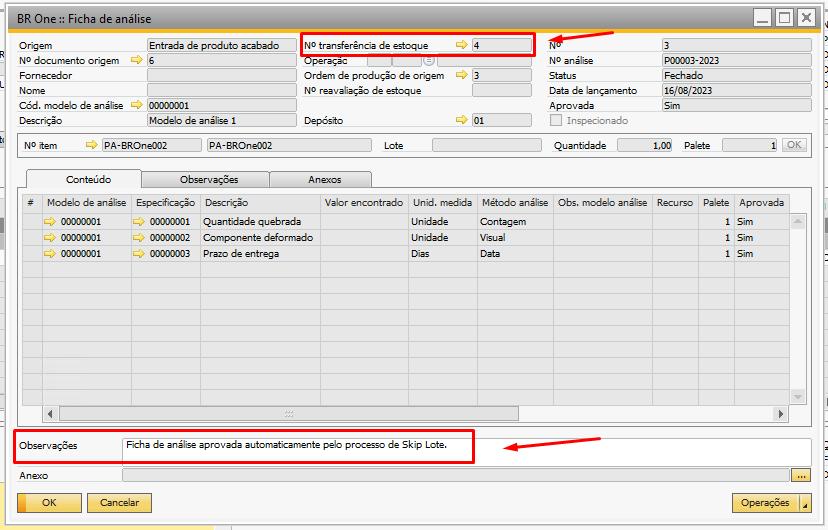 BR One :: Ficha de análise
Origem Entrada de produto acabado Nº transferência de estoque 4 Nº 3
Nº documento origem 6 Operação Nº análise P00003-2023
Fornecedor Ordem de produção de origem 3 Status Fechado
Nome Nº reavaliação de estoque Data de lançamento 16/08/2023
Cód. modelo de análise 00000001 Aprovada Sim
Descrição Modelo de análise 1 Depósito 01 Inspecionado
Nº item PA-BROne002 PA-BROne002 Lote Quantidade 1,00 Palete 1 OK
Conteúdo Observações Anexos
# Modelo de análise Especificação Descrição Valor encontrado Unid. medida Método análise Obs. modelo análise Recurso Palete Aprovada
00000001 00000001 Quantidade quebrada Unidade Contagem 1 Sim
00000001 00000002 Componente deformado Unidade Visual 1 Sim
00000001 00000003 Prazo de entrega Dias Data 1 Sim
Observações Ficha de análise aprovada automaticamente pelo processo de Skip Lote.
Anexo ...
OK Cancelar Operações